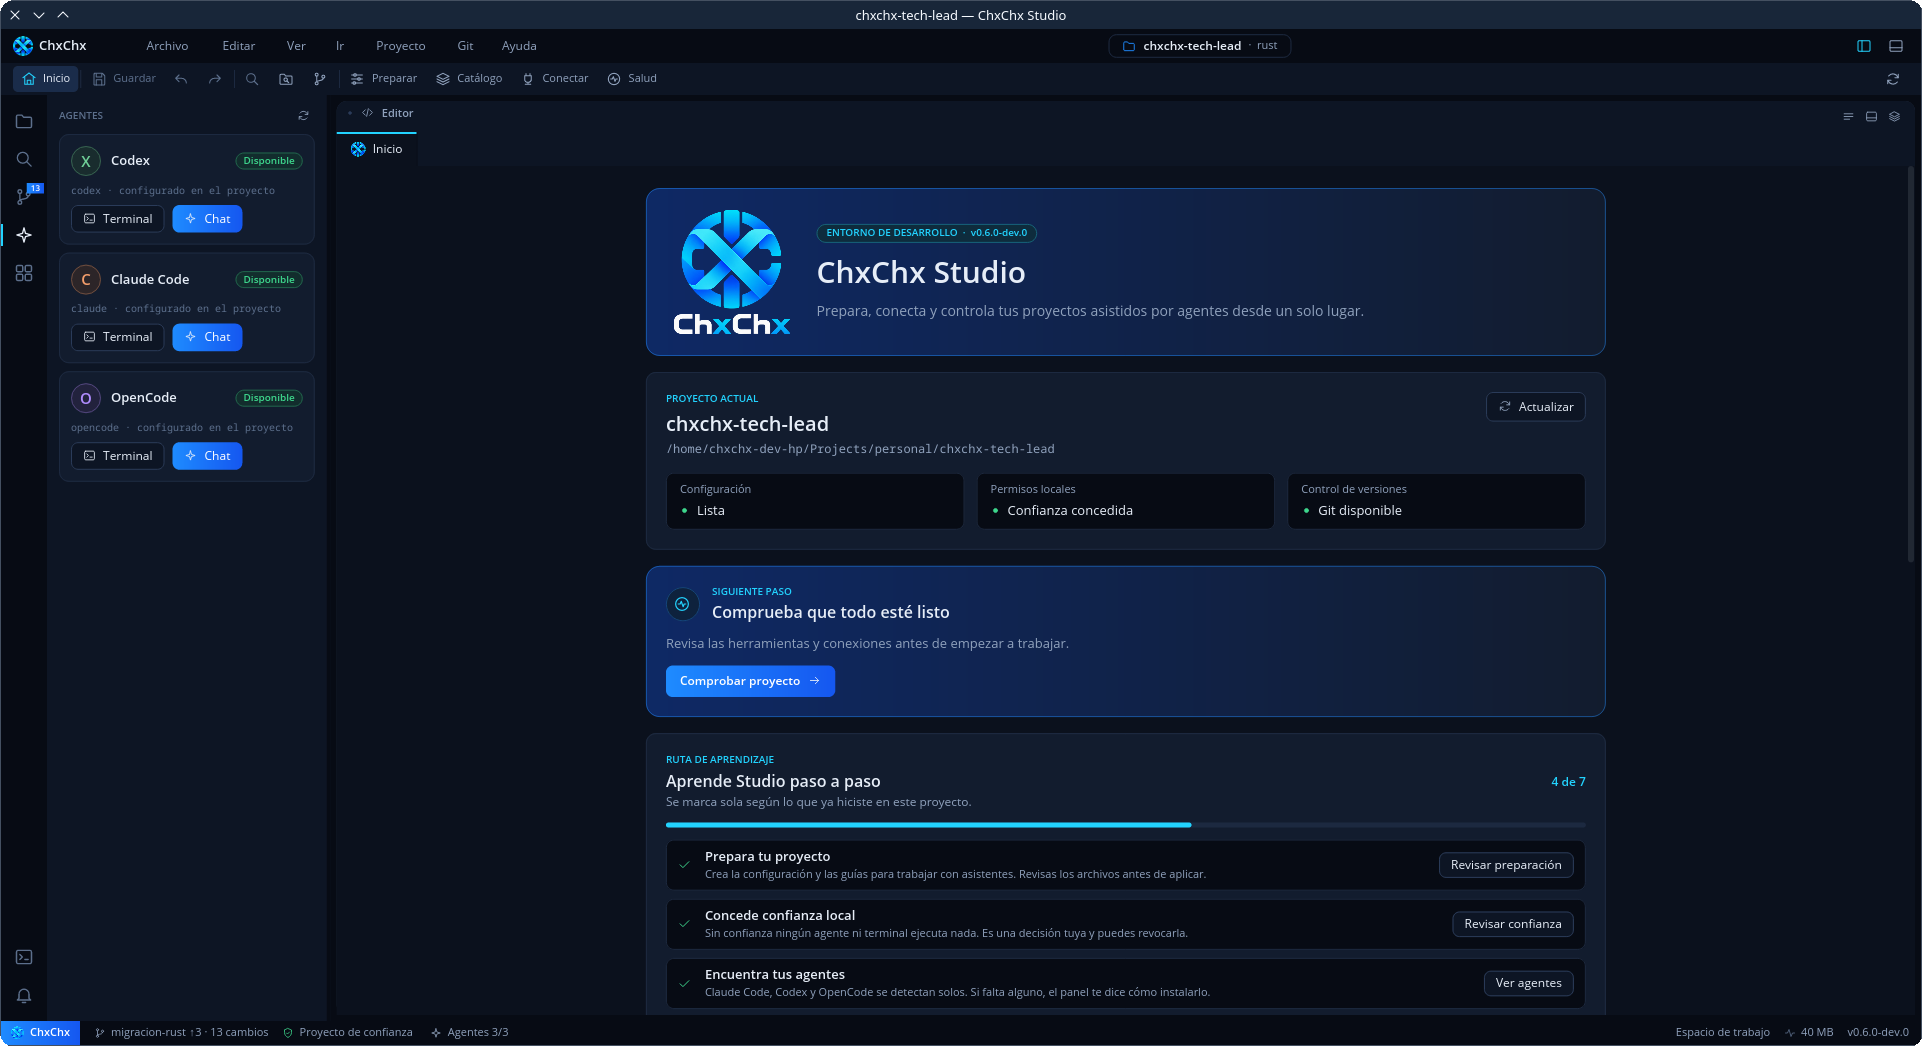 chxchx-tech-lead — ChxChx Studio
ChxChx Archivo Editar Ver Ir Proyecto Git Ayuda chxchx-tech-lead · rust
Inicio Guardar Preparar Catálogo Conectar Salud
AGENTES
Editor
Inicio
13
X Codex Disponible
codex · configurado en el proyecto
Terminal Chat
C Claude Code Disponible
claude · configurado en el proyecto
Terminal Chat
O OpenCode Disponible
opencode · configurado en el proyecto
Terminal Chat
ChxChx
ENTORNO DE DESARROLLO · v0.6.0-dev.0
ChxChx Studio
Prepara, conecta y controla tus proyectos asistidos por agentes desde un solo lugar.
PROYECTO ACTUAL
chxchx-tech-lead
/home/chxchx-dev-hp/Projects/personal/chxchx-tech-lead
Actualizar
Configuración
Lista
Permisos locales
Confianza concedida
Control de versiones
Git disponible
SIGUIENTE PASO
Comprueba que todo esté listo
Revisa las herramientas y conexiones antes de empezar a trabajar.
Comprobar proyecto
RUTA DE APRENDIZAJE
Aprende Studio paso a paso
4 de 7
Se marca sola según lo que ya hiciste en este proyecto.
Prepara tu proyecto
Crea la configuración y las guías para trabajar con asistentes. Revisas los archivos antes de aplicar.
Revisar preparación
Concede confianza local
Sin confianza ningún agente ni terminal ejecuta nada. Es una decisión tuya y puedes revocarla.
Revisar confianza
Encuentra tus agentes
Claude Code, Codex y OpenCode se detectan solos. Si falta alguno, el panel te dice cómo instalarlo.
Ver agentes
ChxChx migracion-rust ↑3 · 13 cambios Proyecto de confianza Agentes 3/3 Espacio de trabajo 40 MB v0.6.0-dev.0